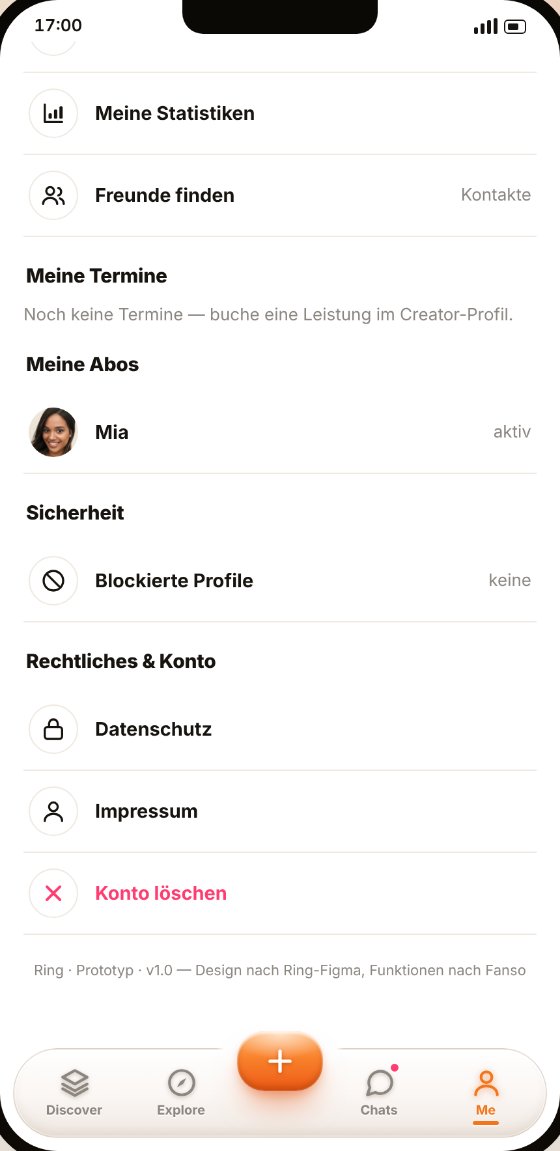 17:00
Meine Statistiken
Freunde finden Kontakte
Meine Termine
Noch keine Termine — buche eine Leistung im Creator-Profil.
Meine Abos
Mia aktiv
Sicherheit
Blockierte Profile keine
Rechtliches & Konto
Datenschutz
Impressum
Konto löschen
Ring · Prototyp · v1.0 — Design nach Ring-Figma, Funktionen nach Fanso
Discover Explore Chats Me